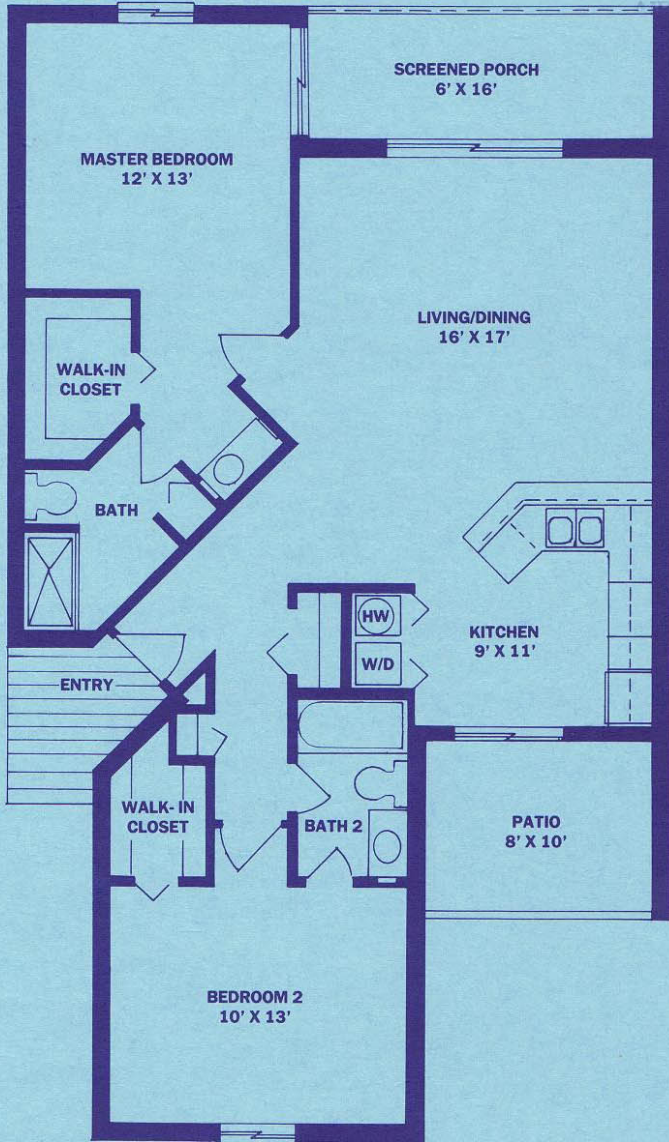 SCREENED PORCH
6' X 16'
MASTER BEDROOM
12' X 13'
LIVING/DINING
16' X 17'
WALK-IN
CLOSET
BATH
HW
W/D
KITCHEN
9' X 11'
ENTRY
WALK- IN
CLOSET
BATH 2
PATIO
8' X 10'
BEDROOM 2
10' X 13'